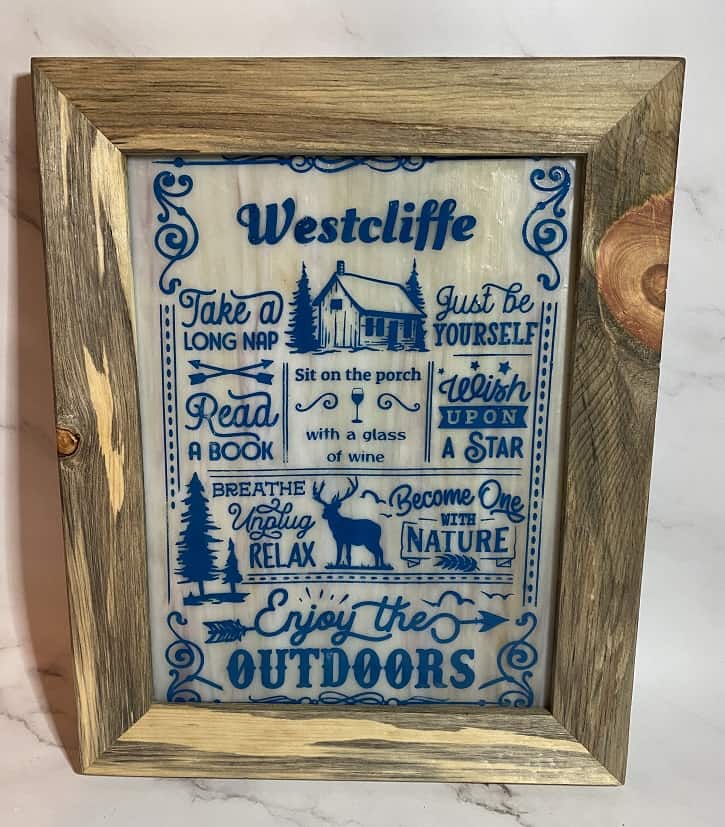 Westcliffe
Take a
LONG NAP
Just be
YOURSELF
Read
A BOOK
Sit on the porch
with a glass
of wine
Wish
UPON
A STAR
BREATHE
Unplug
RELAX
Become One
WITH
NATURE
Enjoy the
OUTDOORS